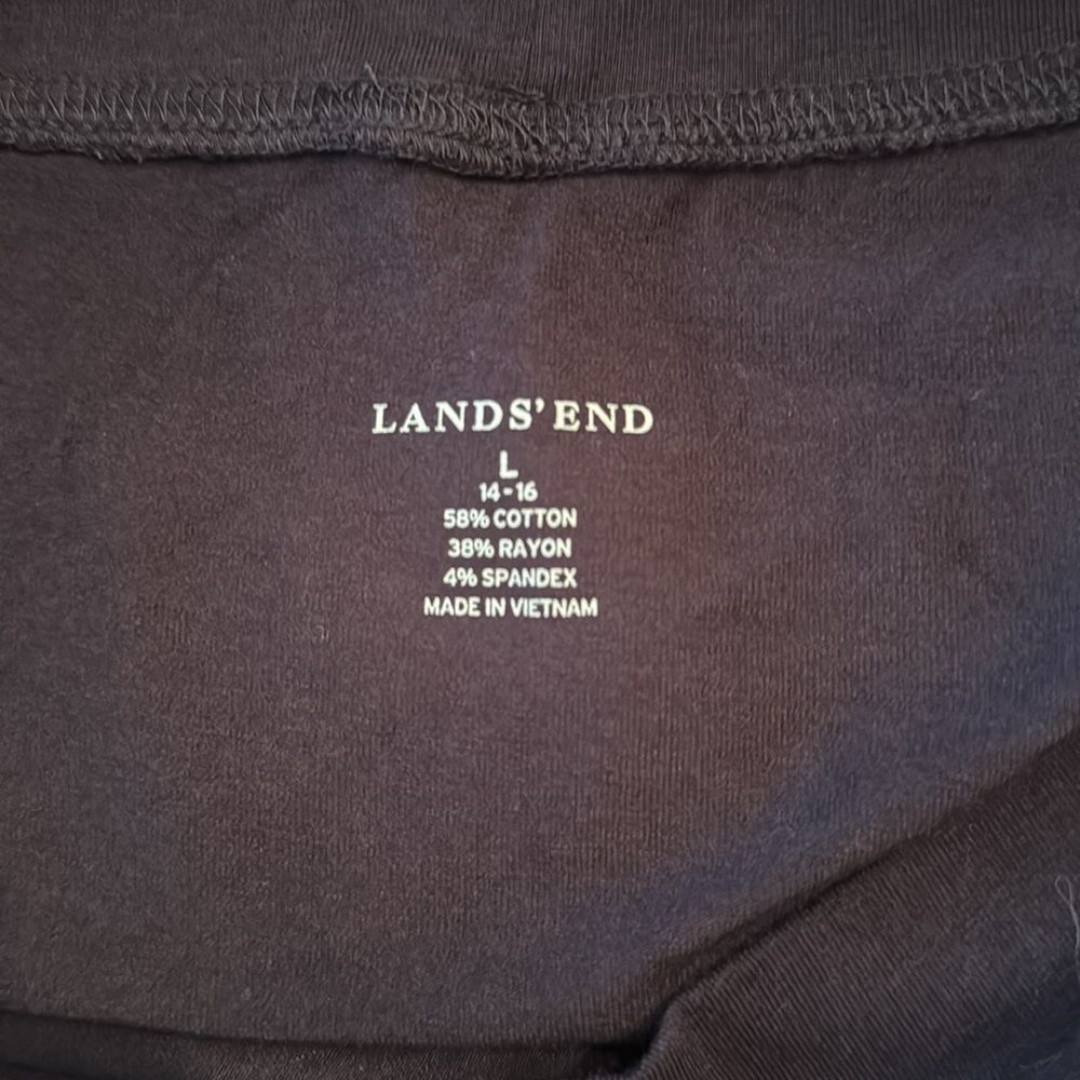 LANDS' END
L
14-16
58% COTTON
38% RAYON
4% SPANDEX
MADE IN VIETNAM